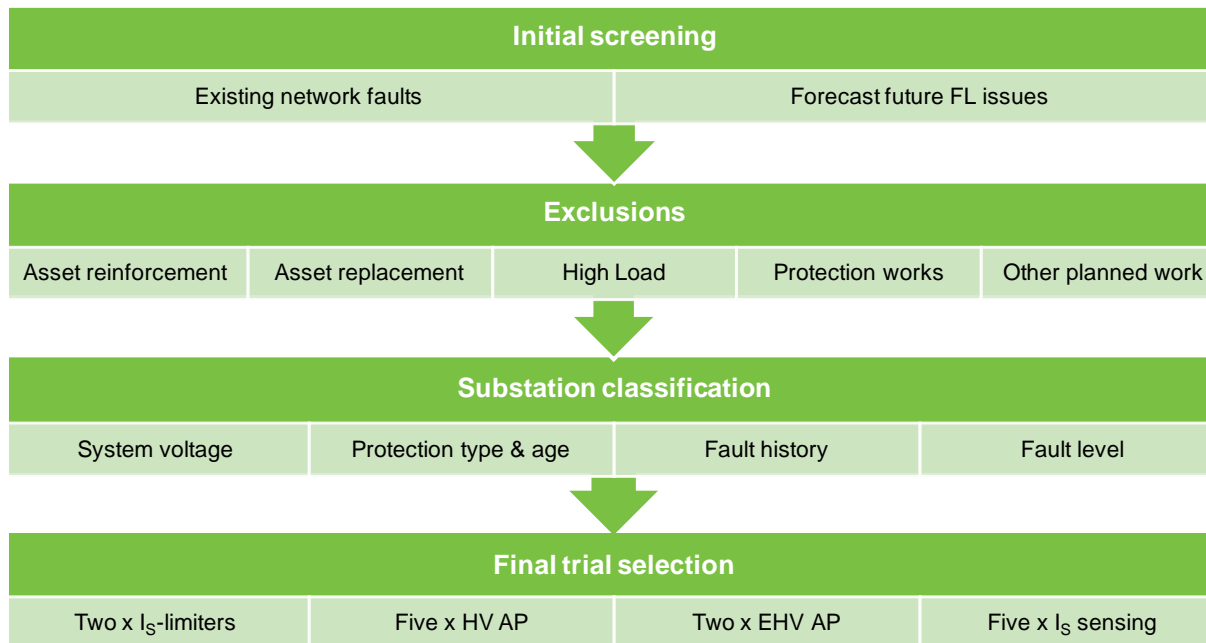 Initial screening
Existing network faults
Forecast future FL issues
Exclusions
Asset reinforcement
Asset replacement
High Load
Protection works
Other planned work
Substation classification
System voltage
Protection type & age
Fault history
Fault level
Final trial selection
Two x IS-limiters
Five x HV AP
Two x EHV AP
Five x IS sensing